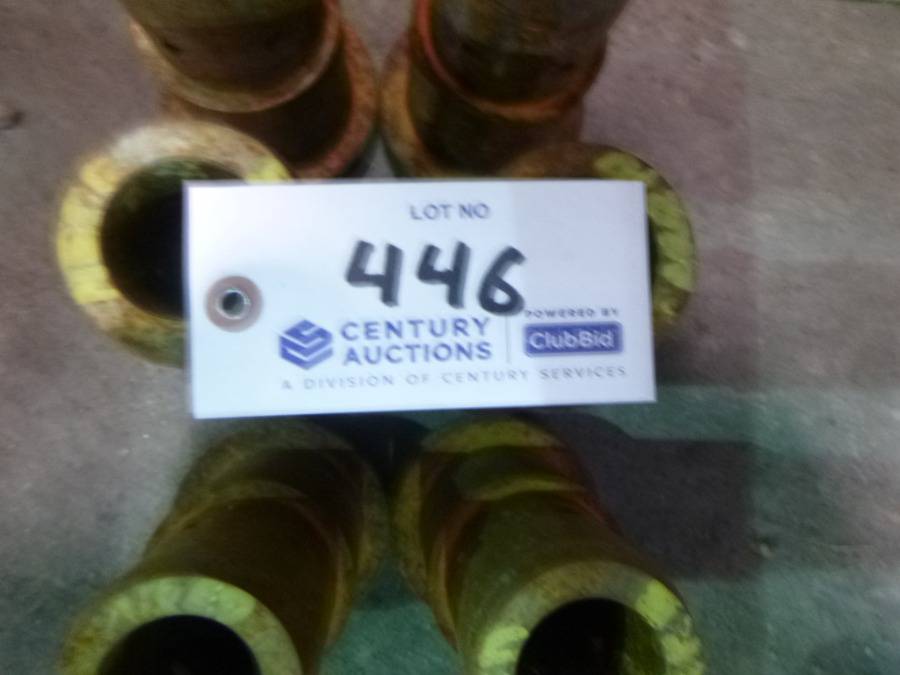 LOT NO
446
CENTURY
AUCTIONS
POWERED BY
ClubBid
A DIVISION OF CENTURY SERVICES